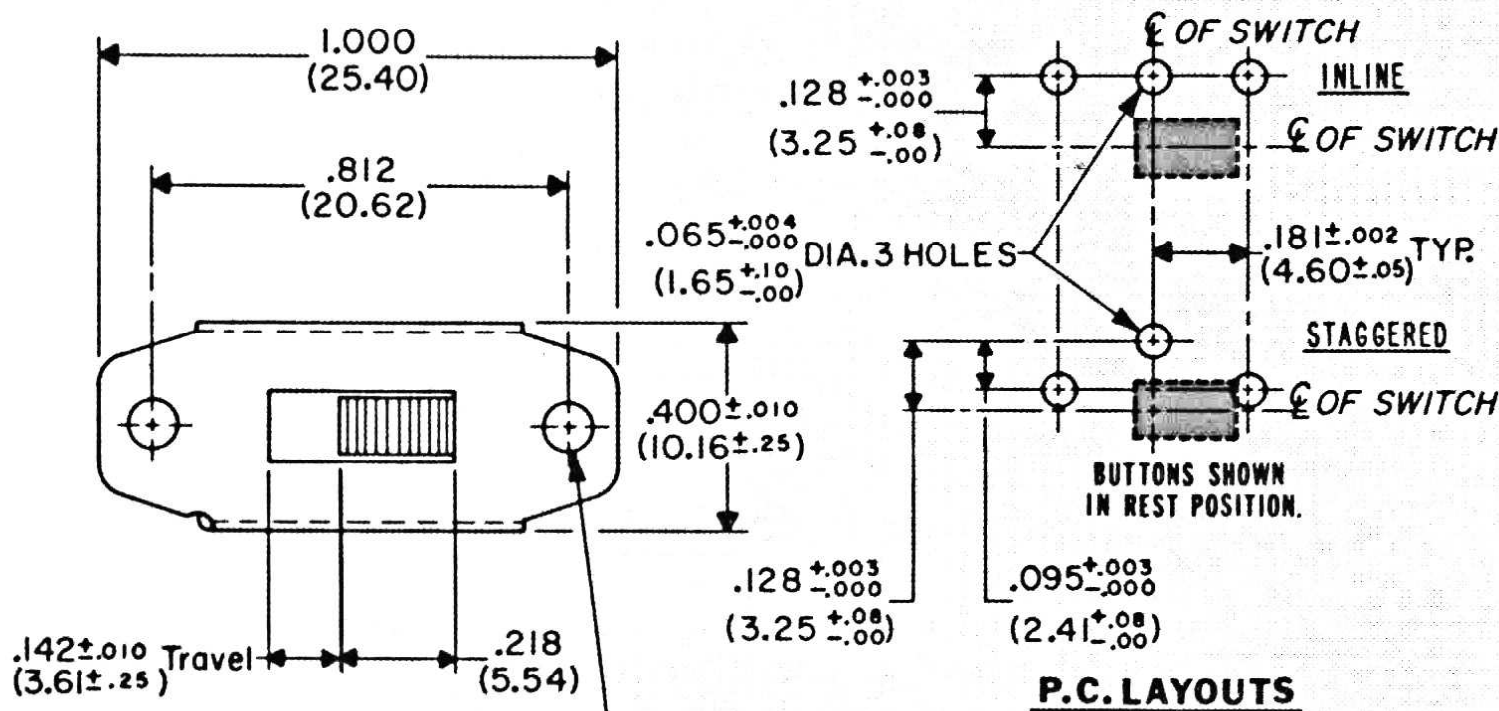 1.000
(25.40)
.812
(20.62)
.400±.010
(10.16±.25)
.142±.010 Travel
(3.61±.25)
.218
(5.54)
℄ OF SWITCH
INLINE
.128 +.003 -.000
(3.25 +.08 -.00)
℄ OF SWITCH
.065 +.004 -.000
(1.65 +.10 -.00)
DIA. 3 HOLES
.181±.002 TYP.
(4.60±.05)
STAGGERED
℄ OF SWITCH
BUTTONS SHOWN
IN REST POSITION.
.128 +.003 -.000
(3.25 +.08 -.00)
.095 +.003 -.000
(2.41 +.08 -.00)
P.C. LAYOUTS